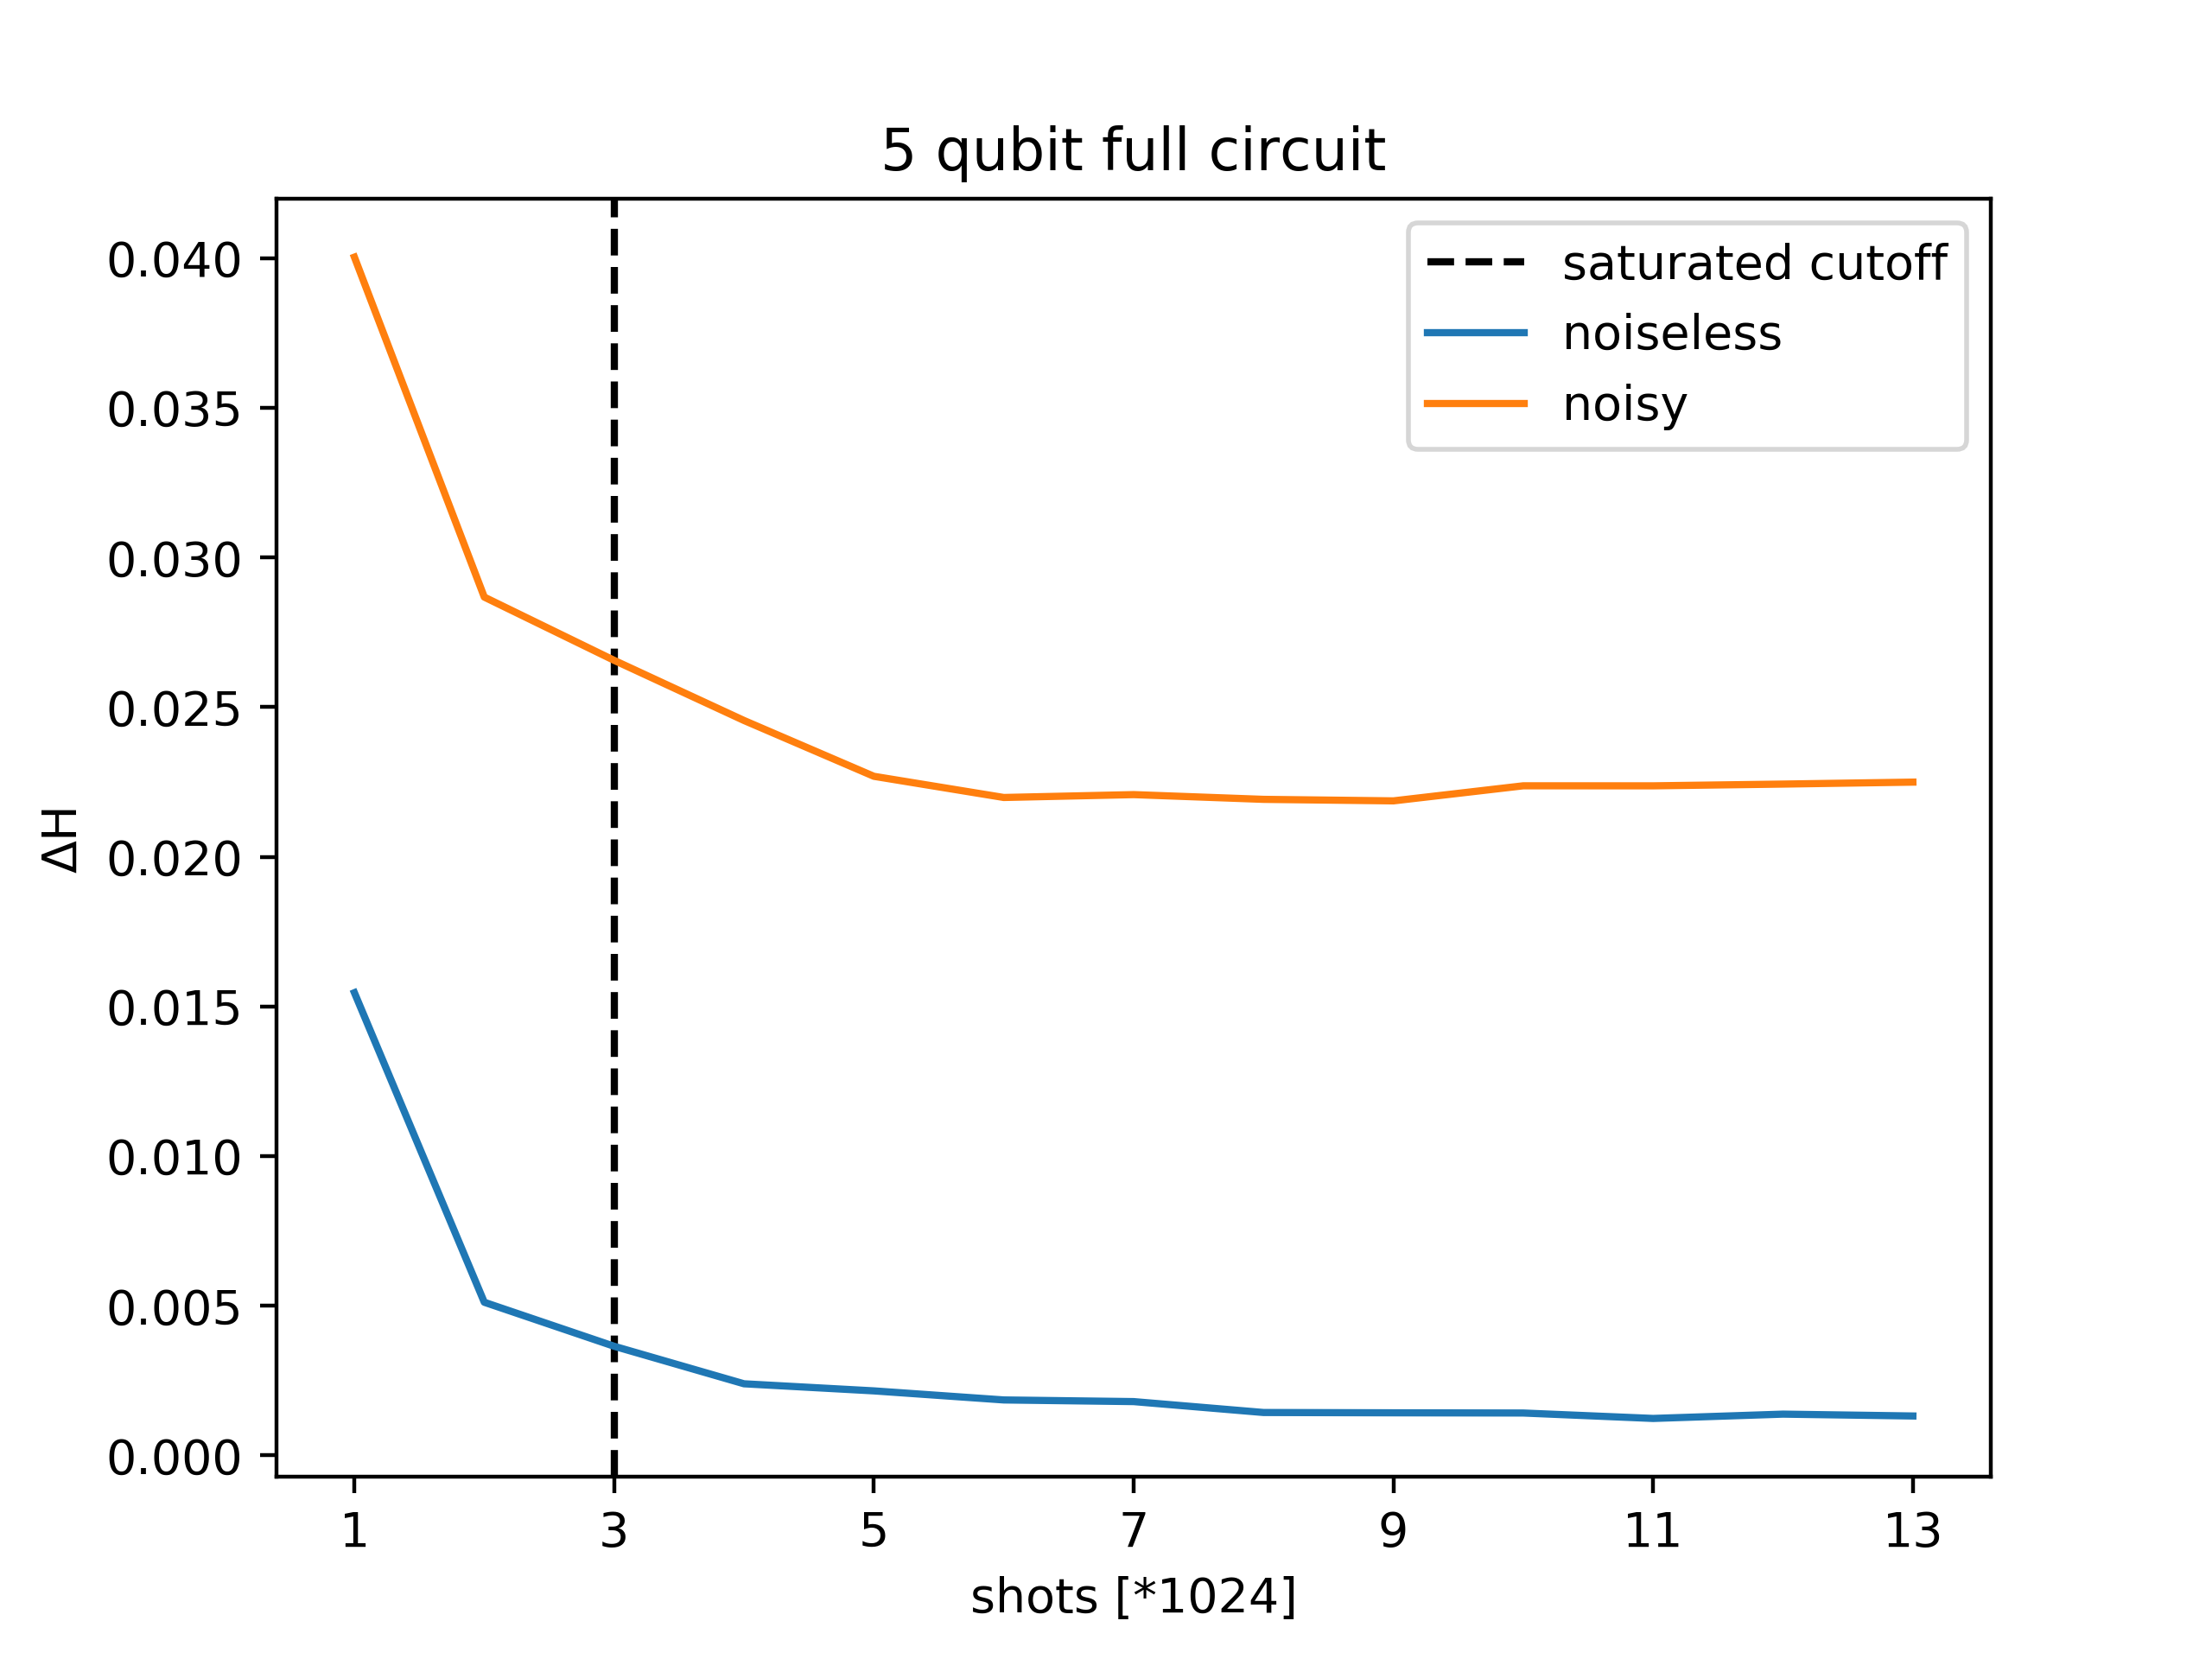 5 qubit full circuit
saturated cutoff
noiseless
noisy
0.040
0.035
0.030
0.025
0.020
0.015
0.010
0.005
0.000
ΔH
1 3 5 7 9 11 13
shots [*1024]